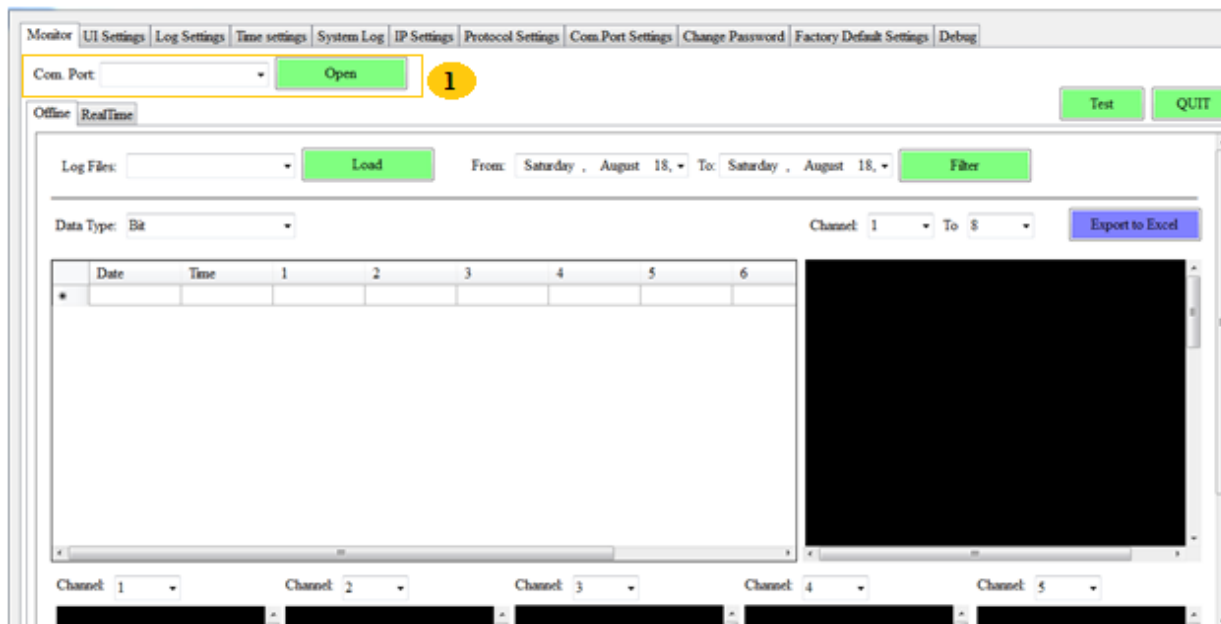 Monitor UI Settings Log Settings Time settings System Log IP Settings Protocol Settings Com.Port Settings Change Password Factory Default Settings Debug
Com. Port: Open 1
Test QUIT
Offline RealTime
Log Files: Load From: Saturday , August 18, To: Saturday , August 18, Filter
Data Type: Bit Channel: 1 To 8 Export to Excel
Date Time 1 2 3 4 5 6
*
Channel: 1 Channel: 2 Channel: 3 Channel: 4 Channel: 5